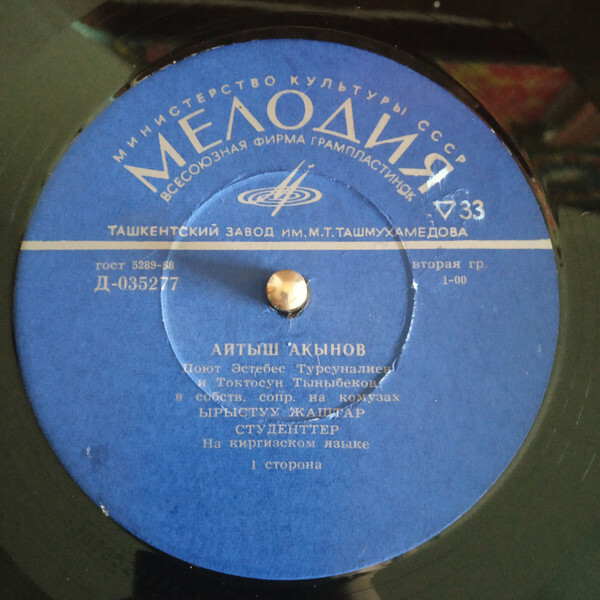 МИНИСТЕРСТВО КУЛЬТУРЫ СССР
МЕЛОДИЯ
ВСЕСОЮЗНАЯ ФИРМА ГРАМПЛАСТИНОК
▽33
ТАШКЕНТСКИЙ ЗАВОД ИМ. М.Т. ТАШМУХАМЕДОВА
гост 5289-68
вторая гр.
Д-035277
1-00
АЙТЫШ АКЫНОВ
Поют Эстебес Турсуналиев
и Токтосун Тыныбеков
в собств. сопр. на комузах
ЫРЫСТУУ ЖАШТАР
СТУДЕНТТЕР
На киргизском языке
1 сторона